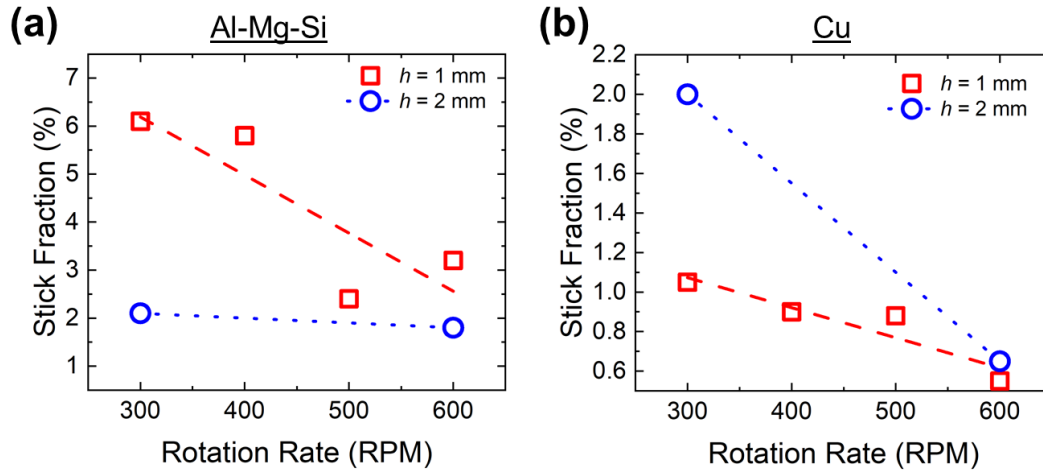 (a)
Al-Mg-Si
Stick Fraction (%)
7
6
5
4
3
2
1
h = 1 mm
h = 2 mm
300 400 500 600
Rotation Rate (RPM)
(b)
Cu
Stick Fraction (%)
2.2
2.0
1.8
1.6
1.4
1.2
1.0
0.8
0.6
h = 1 mm
h = 2 mm
300 400 500 600
Rotation Rate (RPM)